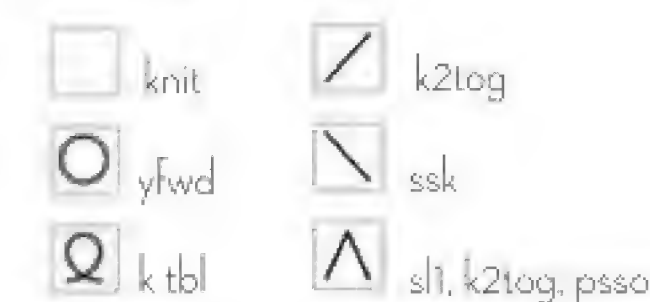 knit
k2tog
yfwd
ssk
k tbl
sl1, k2tog, psso